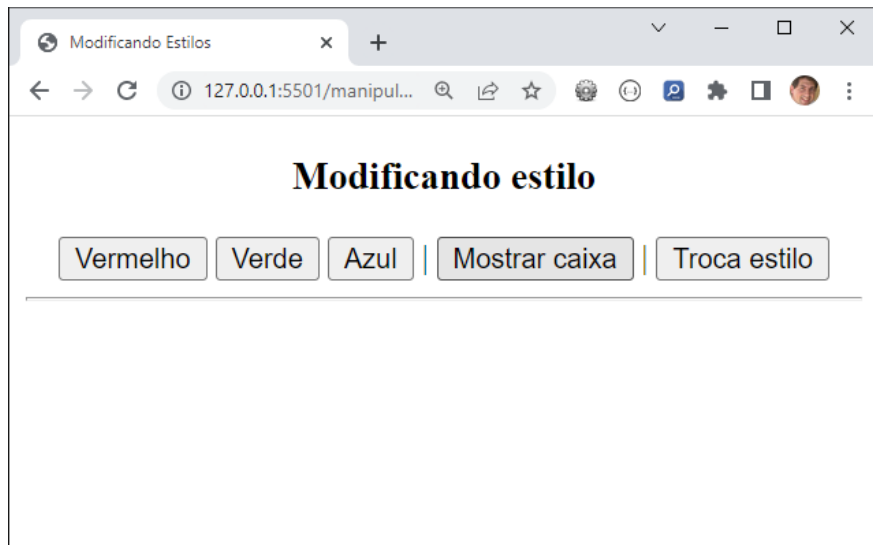 Modificando Estilos
127.0.0.1:5501/manipul...
Modificando estilo
Vermelho Verde Azul | Mostrar caixa | Troca estilo